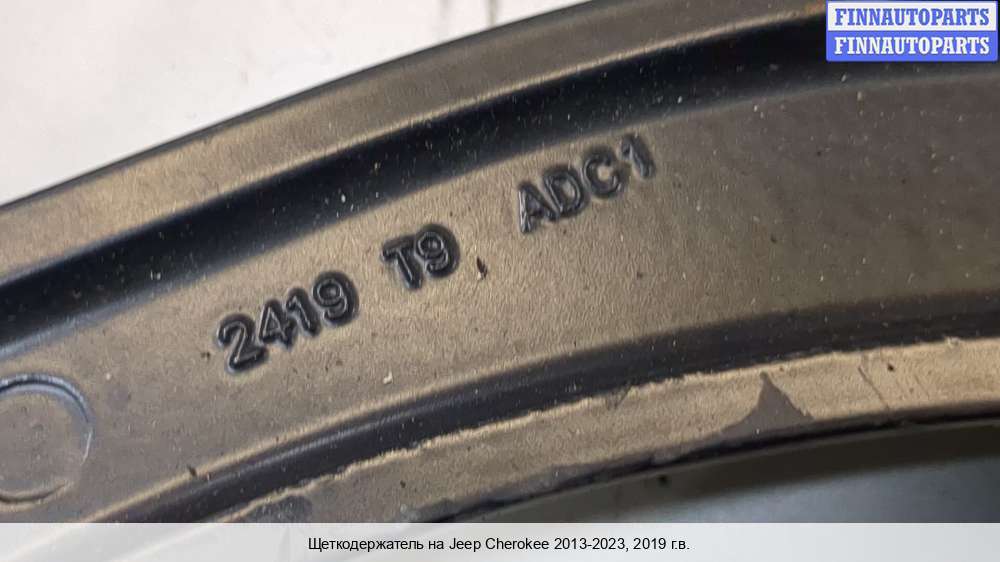 FINNAUTOPARTS
FINNAUTOPARTS
2419 T9 ADC1
Щеткодержатель на Jeep Cherokee 2013-2023, 2019 г.в.